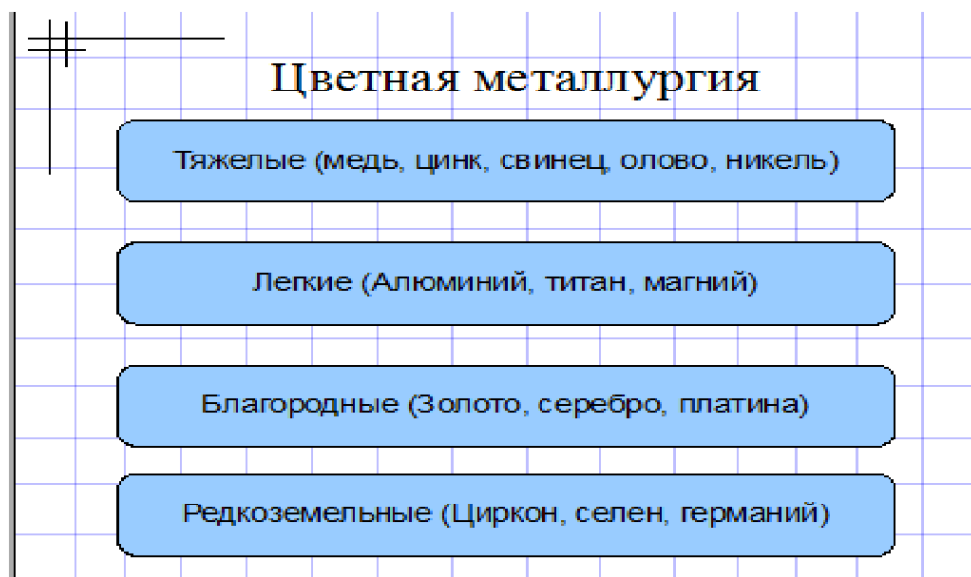 Цветная металлургия
Тяжелые (медь, цинк, свинец, олово, никель)
Легкие (Алюминий, титан, магний)
Благородные (Золото, серебро, платина)
Редкоземельные (Циркон, селен, германий)